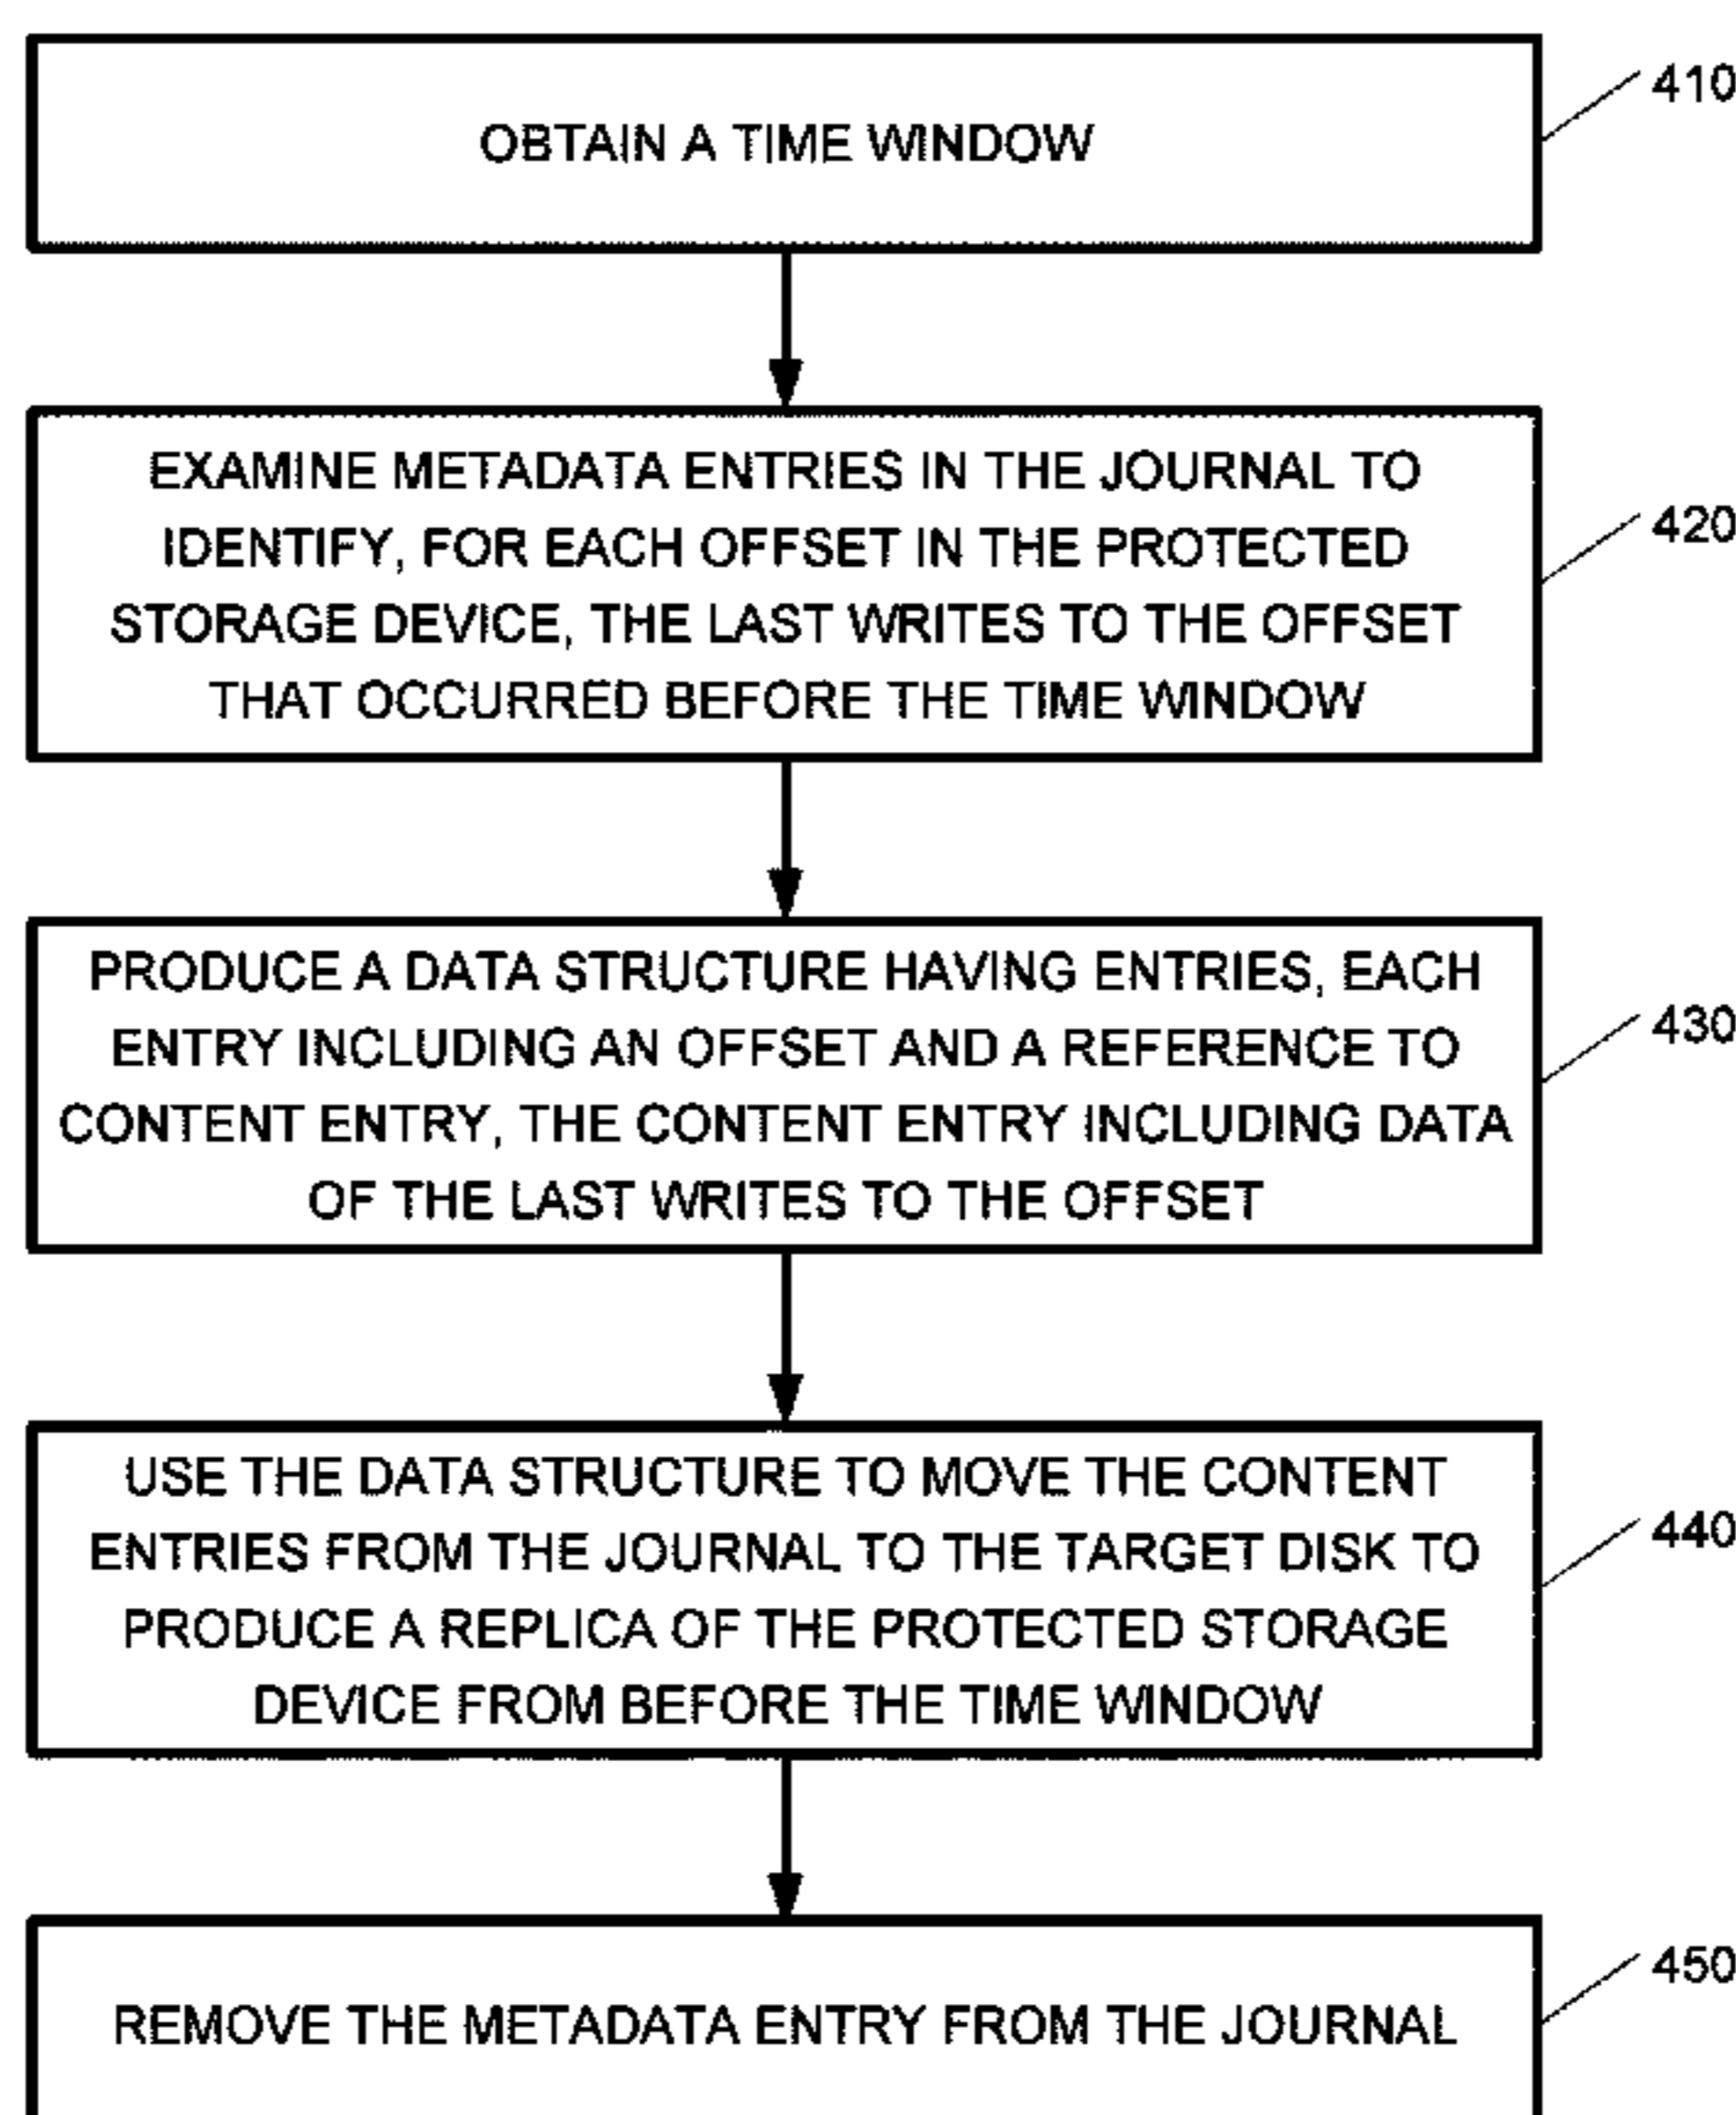 OBTAIN A TIME WINDOW
410
EXAMINE METADATA ENTRIES IN THE JOURNAL TO
IDENTIFY, FOR EACH OFFSET IN THE PROTECTED
STORAGE DEVICE, THE LAST WRITES TO THE OFFSET
THAT OCCURRED BEFORE THE TIME WINDOW
420
PRODUCE A DATA STRUCTURE HAVING ENTRIES, EACH
ENTRY INCLUDING AN OFFSET AND A REFERENCE TO
CONTENT ENTRY, THE CONTENT ENTRY INCLUDING DATA
OF THE LAST WRITES TO THE OFFSET
430
USE THE DATA STRUCTURE TO MOVE THE CONTENT
ENTRIES FROM THE JOURNAL TO THE TARGET DISK TO
PRODUCE A REPLICA OF THE PROTECTED STORAGE
DEVICE FROM BEFORE THE TIME WINDOW
440
REMOVE THE METADATA ENTRY FROM THE JOURNAL
450